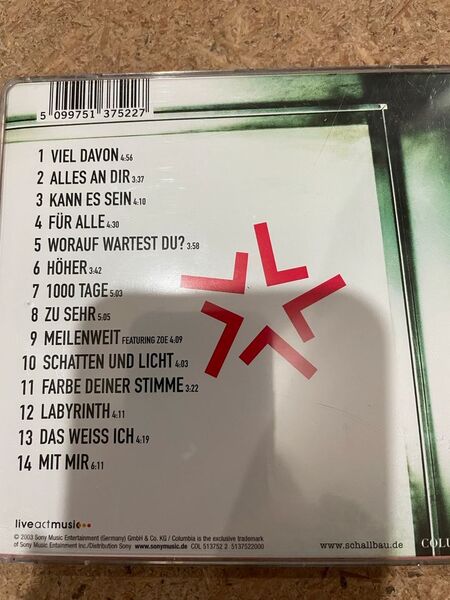 5 099751 375227
1 VIEL DAVON 4:56
2 ALLES AN DIR 3:37
3 KANN ES SEIN 4:10
4 FÜR ALLE 4:30
5 WORAUF WARTEST DU? 3:58
6 HÖHER 3:42
7 1000 TAGE 5:03
8 ZU SEHR 5:05
9 MEILENWEIT FEATURING ZOE 4:09
10 SCHATTEN UND LICHT 4:03
11 FARBE DEINER STIMME 3:22
12 LABYRINTH 4:11
13 DAS WEISS ICH 4:19
14 MIT MIR 6:11
liveactmusic
© 2003 Sony Music Entertainment (Germany) GmbH & Co. KG / Columbia is the exclusive trademark
of Sony Music Entertainment Inc./Distribution Sony www.sonymusic.de COL 513752 2 5137522000
www.schallbau.de COLU